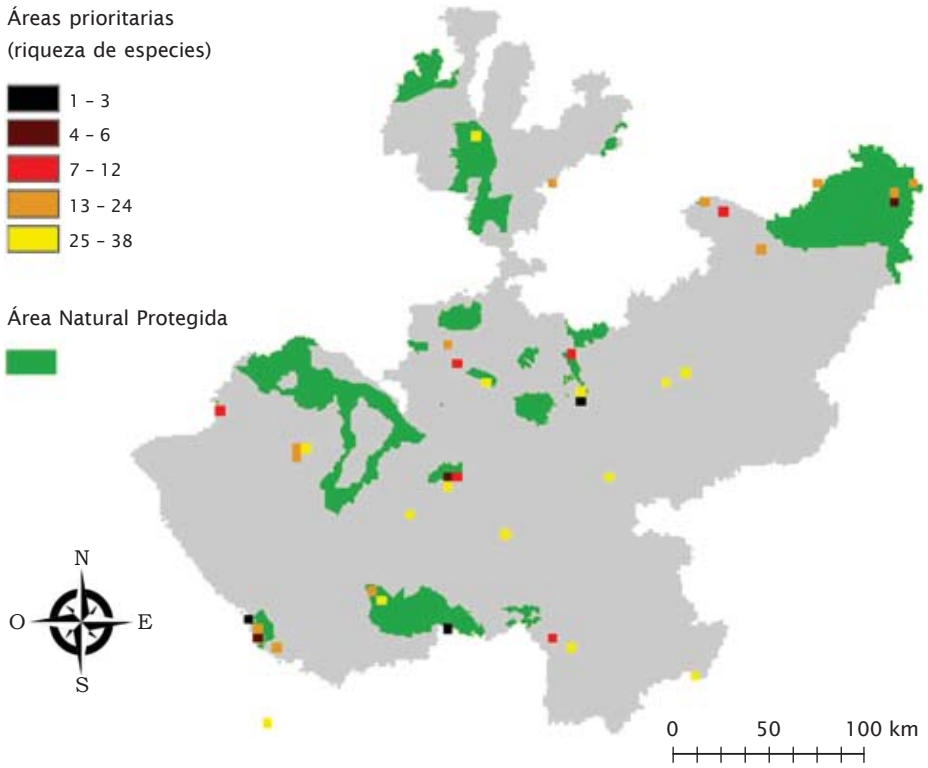 Áreas prioritarias
(riqueza de especies)
1 – 3
4 – 6
7 – 12
13 – 24
25 – 38
Área Natural Protegida
N
O
E
S
0 50 100 km